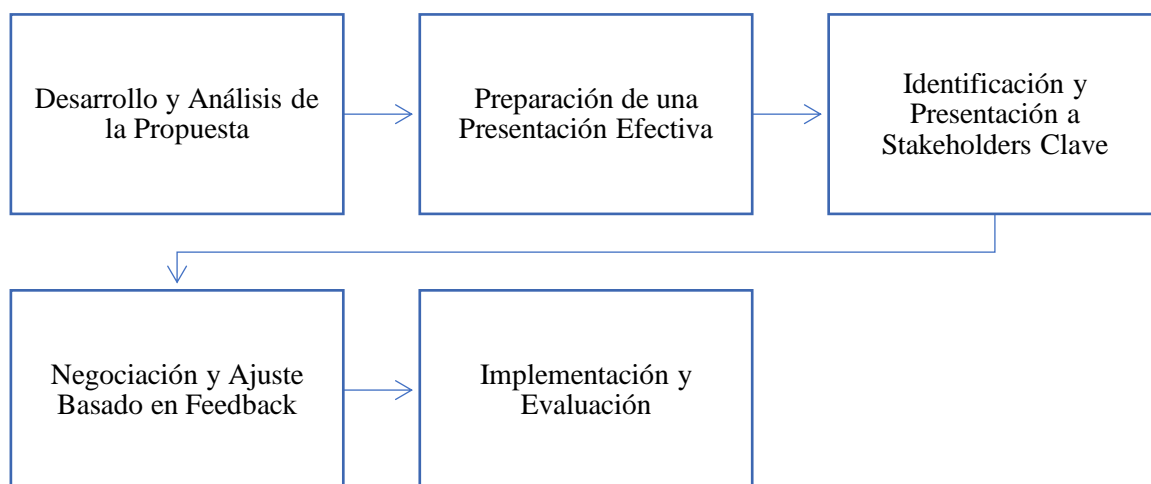 Desarrollo y Análisis de
la Propuesta
Preparación de una
Presentación Efectiva
Identificación y
Presentación a
Stakeholders Clave
Negociación y Ajuste
Basado en Feedback
Implementación y
Evaluación